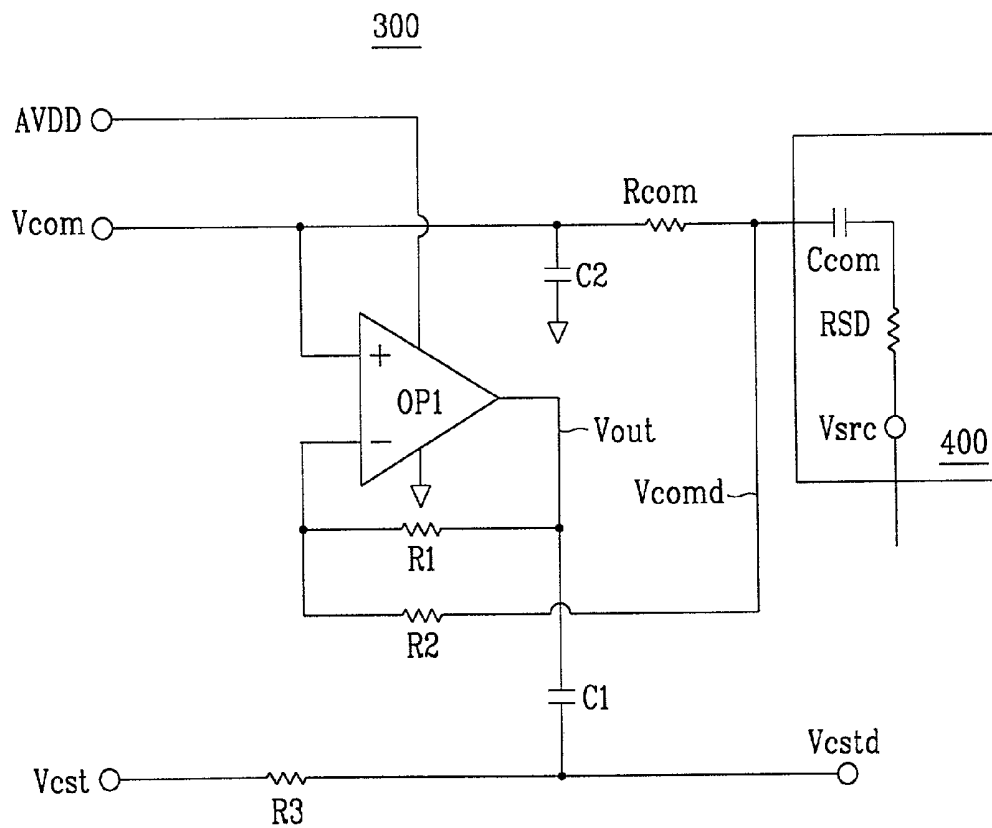 300
AVDD
Vcom
Rcom
C2
Ccom
RSD
+
OP1
−
Vout
Vsrc
400
Vcomd
R1
R2
C1
Vcst
R3
Vcstd